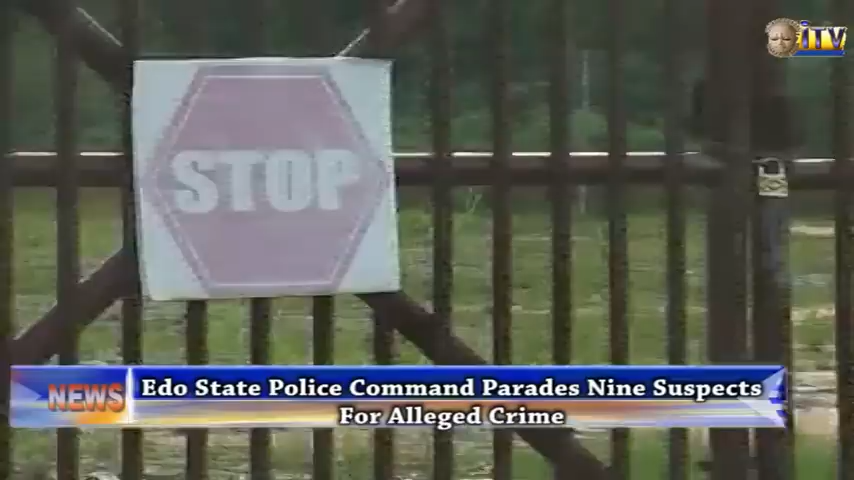 iTV
STOP
NEWS
Edo State Police Command Parades Nine Suspects
For Alleged Crime